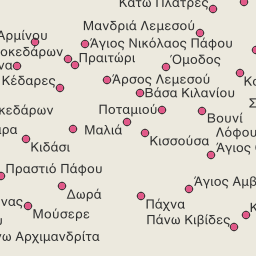 Κάτω Πλάτρες
Μανδριά Λεμεσού
Αρμίνου
Άγιος Νικόλαος Πάφου
Πραιτώρι
Όμοδος
Κέδαρες
Άρσος Λεμεσού
Βάσα Κιλανίου
Ποταμιού
Βουνί
Λόφου
Μαλιά
Κισσούσα
Κιδάσι
Άγιος
Πραστιό Πάφου
Δωρά
Πάχνα
Μούσερε
Πάνω Κιβίδες
Αρχιμανδρίτα